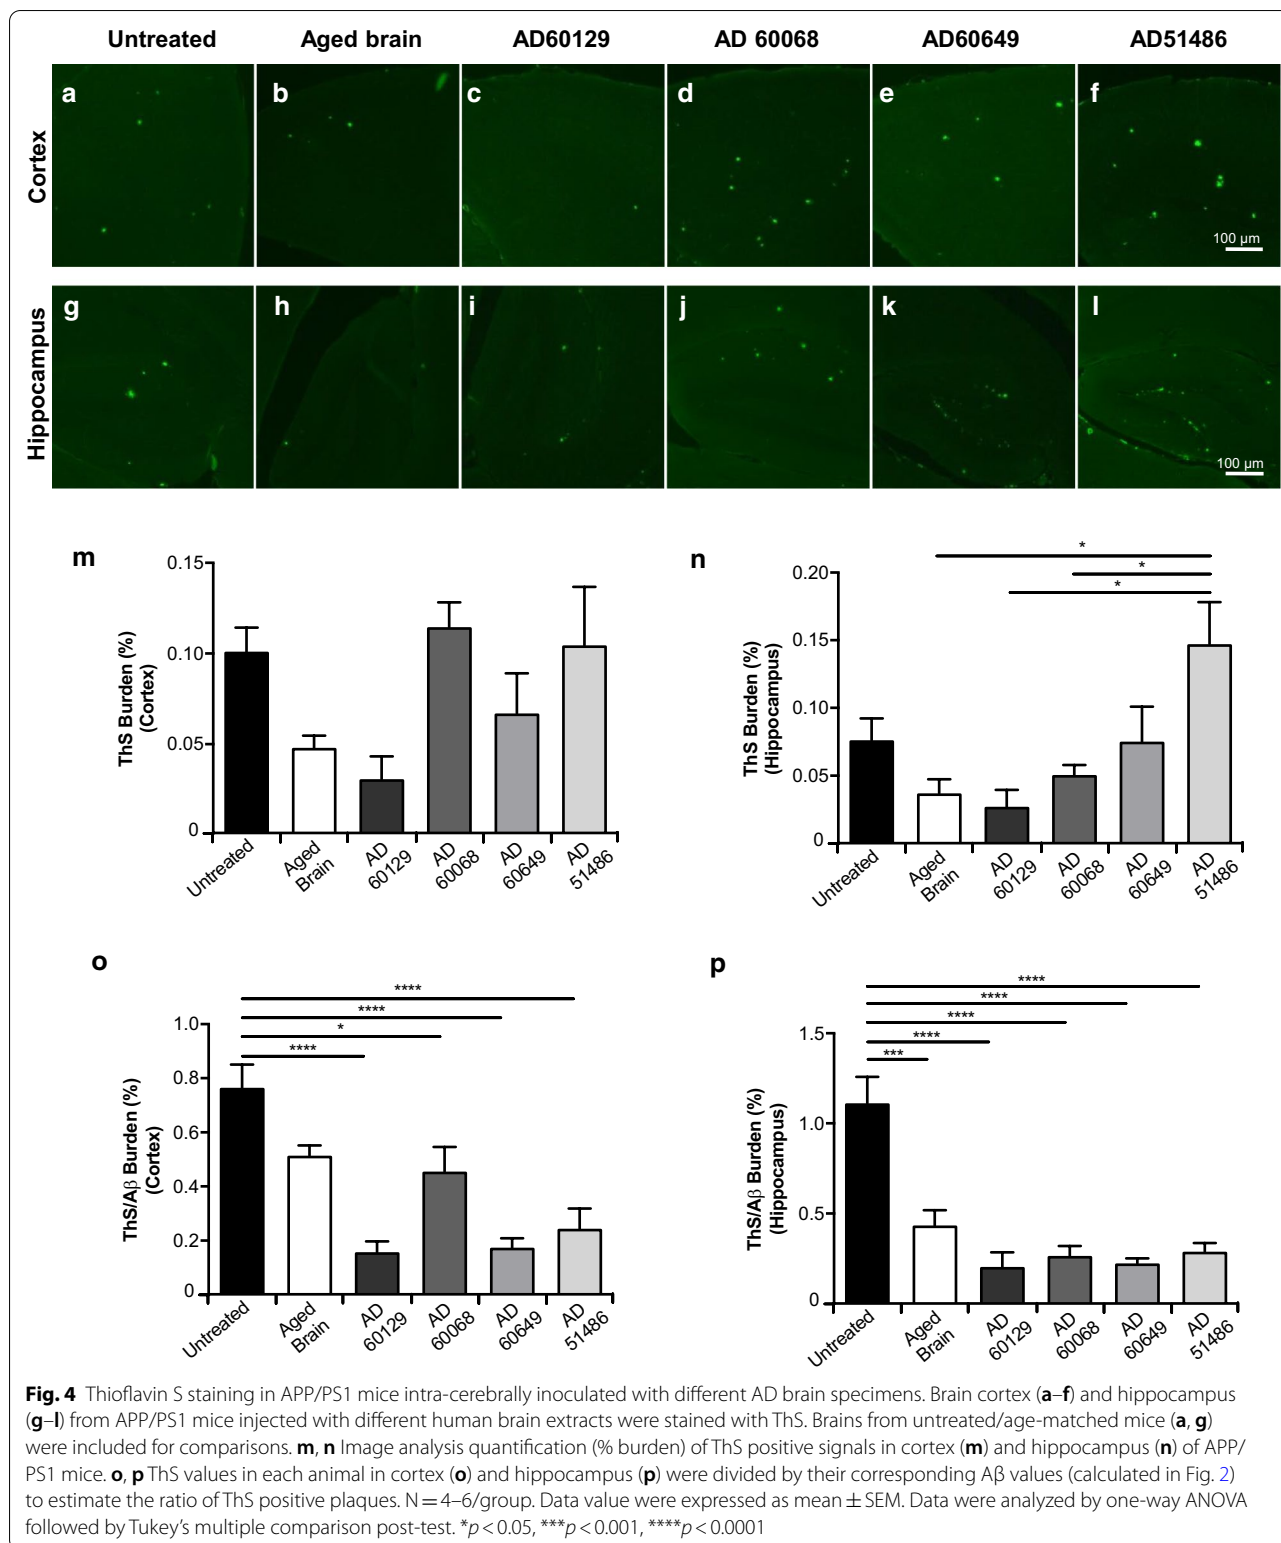 Untreated Aged brain AD60129 AD 60068 AD60649 AD51486
Cortex
a b c d e f
100 µm
Hippocampus
g h i j k l
100 µm
m
ThS Burden (%)
(Cortex)
0.15
0.10
0.05
0
Untreated
Aged
Brain
AD
60129
AD
60068
AD
60649
AD
51486
n
*
*
*
ThS Burden (%)
(Hippocampus)
0.20
0.15
0.10
0.05
0
Untreated
Aged
Brain
AD
60129
AD
60068
AD
60649
AD
51486
o
****
****
*
****
ThS/Aβ Burden (%)
(Cortex)
1.0
0.8
0.6
0.4
0.2
0
Untreated
Aged
Brain
AD
60129
AD
60068
AD
60649
AD
51486
p
****
****
****
****
***
ThS/Aβ Burden (%)
(Hippocampus)
1.5
1.0
0.5
0
Untreated
Aged
Brain
AD
60129
AD
60068
AD
60649
AD
51486
Fig. 4 Thioflavin S staining in APP/PS1 mice intra-cerebrally inoculated with different AD brain specimens. Brain cortex (a–f) and hippocampus
(g–l) from APP/PS1 mice injected with different human brain extracts were stained with ThS. Brains from untreated/age-matched mice (a, g)
were included for comparisons. m, n Image analysis quantification (% burden) of ThS positive signals in cortex (m) and hippocampus (n) of APP/
PS1 mice. o, p ThS values in each animal in cortex (o) and hippocampus (p) were divided by their corresponding Aβ values (calculated in Fig. 2)
to estimate the ratio of ThS positive plaques. N = 4–6/group. Data value were expressed as mean ± SEM. Data were analyzed by one-way ANOVA
followed by Tukey's multiple comparison post-test. *p < 0.05, ***p < 0.001, ****p < 0.0001